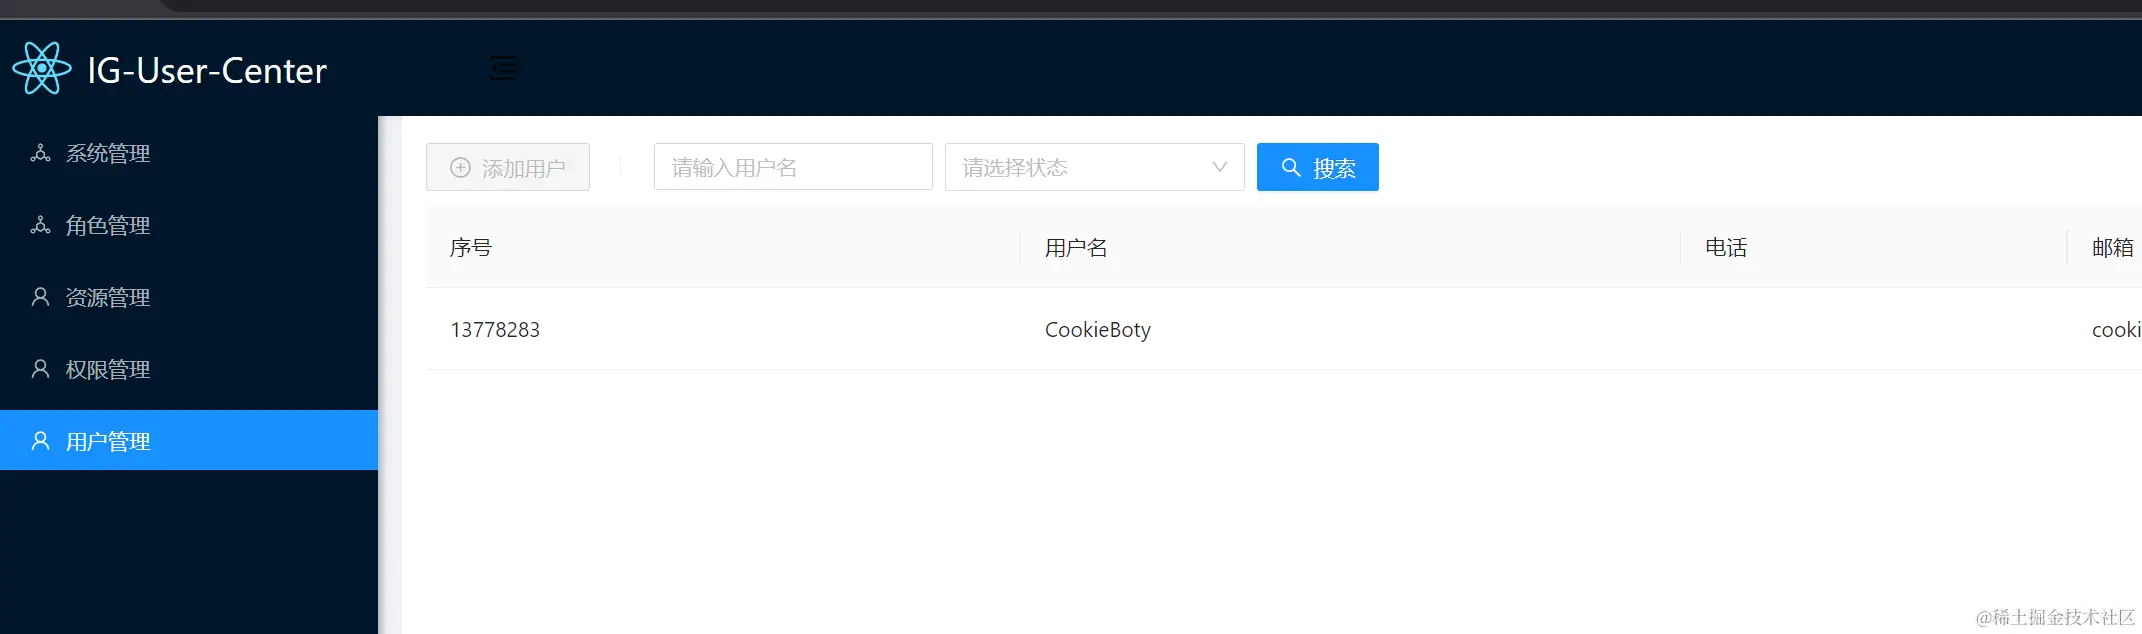 IG-User-Center
系统管理
角色管理
资源管理
权限管理
用户管理
添加用户 请输入用户名 请选择状态 搜索
序号 用户名 电话 邮箱
13778283 CookieBoty cooki
@稀土掘金技术社区